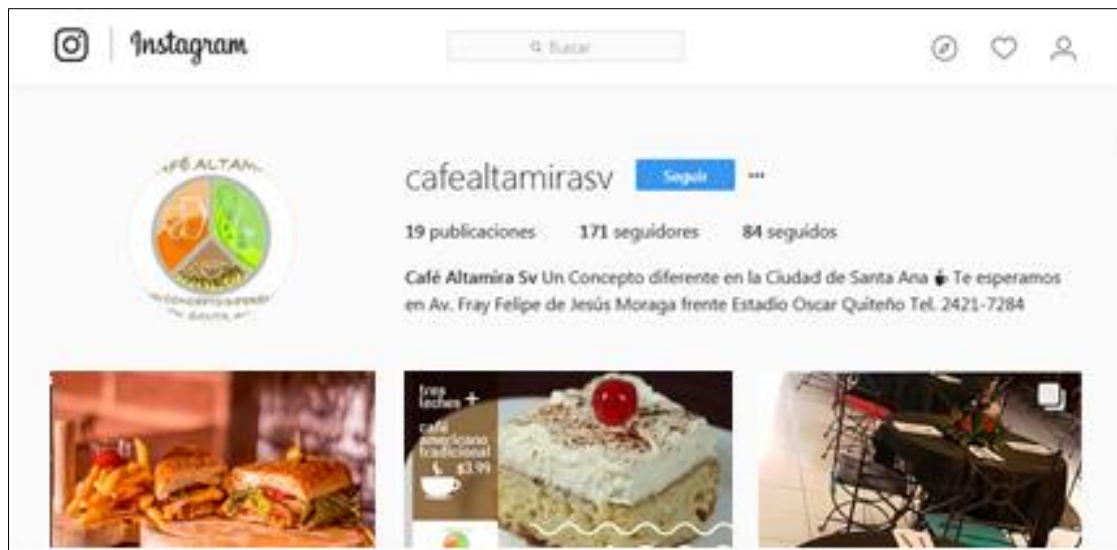 Instagram
Buscar
CAFÉ ALTAMIRA
cafealtamirasv Seguir ...
19 publicaciones 171 seguidores 84 seguidos
Café Altamira Sv Un Concepto diferente en la Ciudad de Santa Ana Te esperamos
en Av. Fray Felipe de Jesús Moraga frente Estadio Oscar Quiteño Tel. 2421-7284
tres
leches +
café
americano
tradicional
$3.99